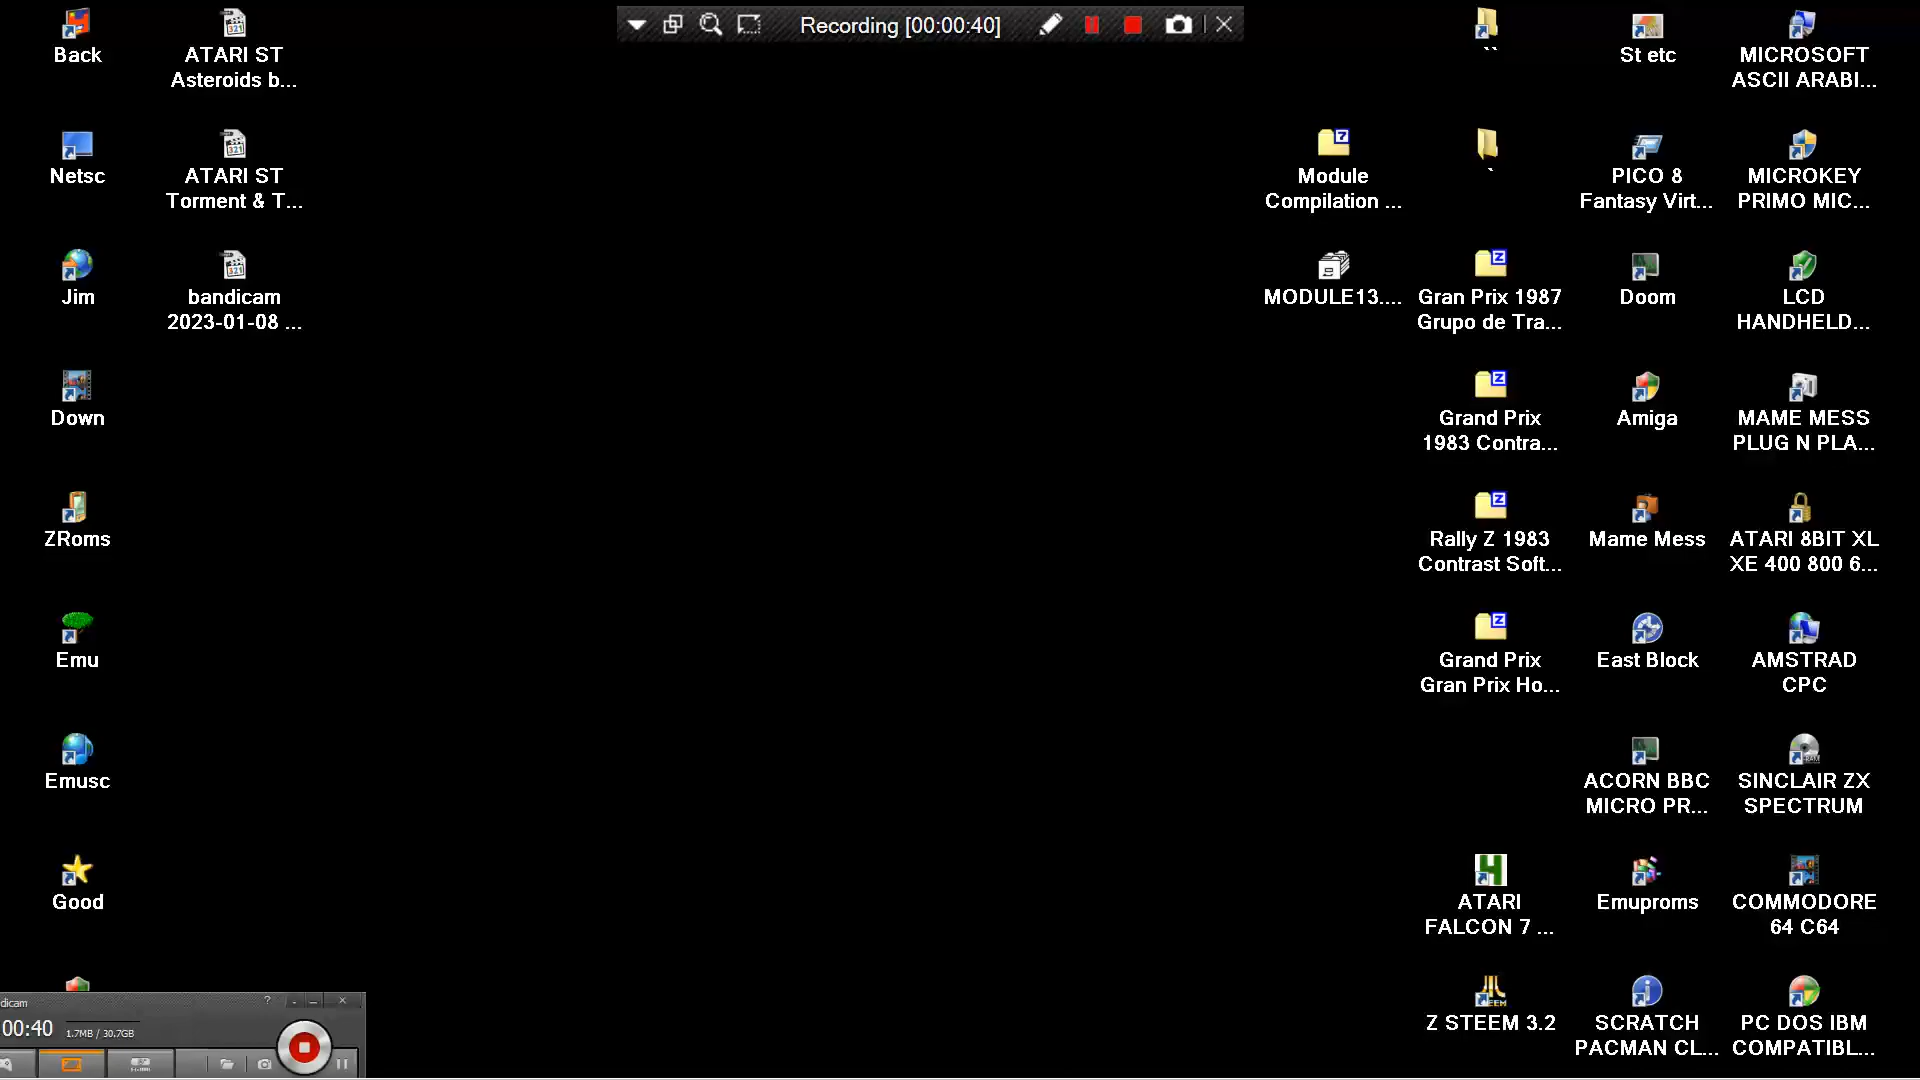 Recording [00:00:40]
Back
ATARI ST
Asteroids b...
``
St etc
MICROSOFT
ASCII ARABI...
Netsc
ATARI ST
Torment & T...
Module
Compilation ...
`
PICO 8
Fantasy Virt...
MICROKEY
PRIMO MIC...
Jim
bandicam
2023-01-08 ...
MODULE13....
Gran Prix 1987
Grupo de Tra...
Doom
LCD
HANDHELD...
Down
Grand Prix
1983 Contra...
Amiga
MAME MESS
PLUG N PLA...
ZRoms
Rally Z 1983
Contrast Soft...
Mame Mess
ATARI 8BIT XL
XE 400 800 6...
Emu
Grand Prix
Gran Prix Ho...
East Block
AMSTRAD
CPC
Emusc
ACORN BBC
MICRO PR...
SINCLAIR ZX
SPECTRUM
Good
ATARI
FALCON 7 ...
Emuproms
COMMODORE
64 C64
Z STEEM 3.2
SCRATCH
PACMAN CL...
PC DOS IBM
COMPATIBL...
dicam
00:40
1.7MB / 30.7GB